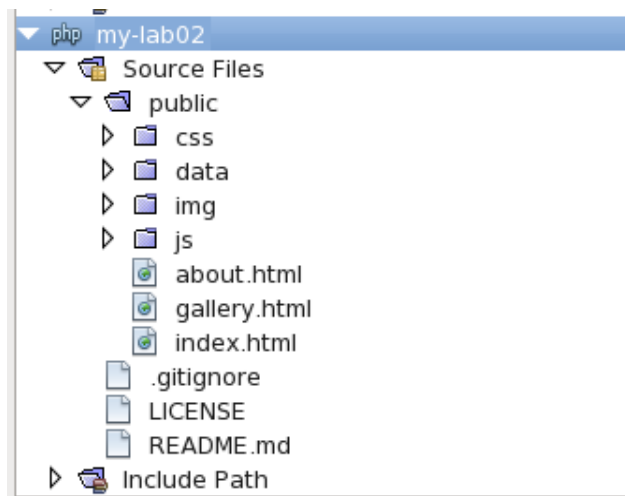 php my-lab02
Source Files
public
css
data
img
js
about.html
gallery.html
index.html
.gitignore
LICENSE
README.md
Include Path